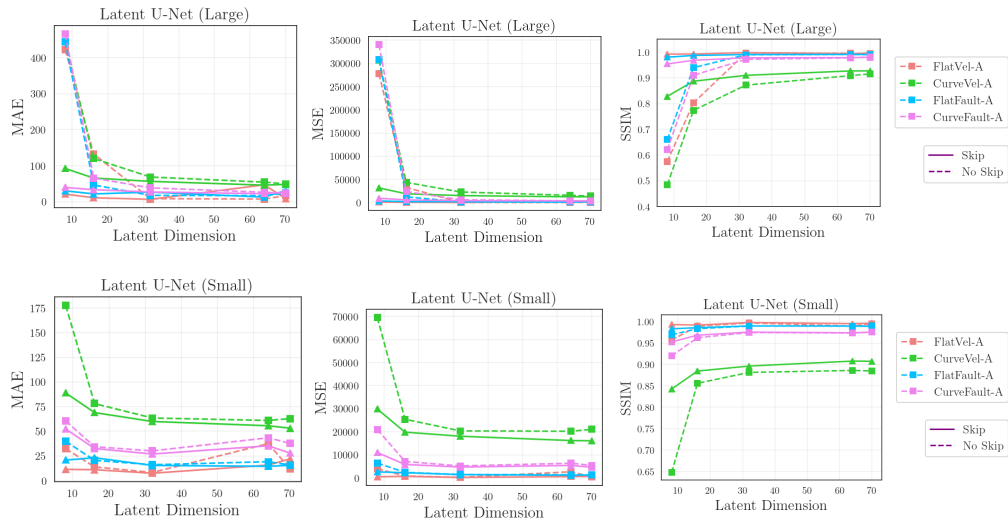 Latent U-Net (Large)
MAE
400
300
200
100
0
10 20 30 40 50 60 70
Latent Dimension
Latent U-Net (Large)
MSE
350000
300000
250000
200000
150000
100000
50000
0
10 20 30 40 50 60 70
Latent Dimension
Latent U-Net (Large)
SSIM
1.0
0.9
0.8
0.7
0.6
0.5
0.4
10 20 30 40 50 60 70
Latent Dimension
FlatVel-A
CurveVel-A
FlatFault-A
CurveFault-A
Skip
No Skip
Latent U-Net (Small)
MAE
175
150
125
100
75
50
25
0
10 20 30 40 50 60 70
Latent Dimension
Latent U-Net (Small)
MSE
70000
60000
50000
40000
30000
20000
10000
0
10 20 30 40 50 60 70
Latent Dimension
Latent U-Net (Small)
SSIM
1.00
0.95
0.90
0.85
0.80
0.75
0.70
0.65
10 20 30 40 50 60 70
Latent Dimension
FlatVel-A
CurveVel-A
FlatFault-A
CurveFault-A
Skip
No Skip